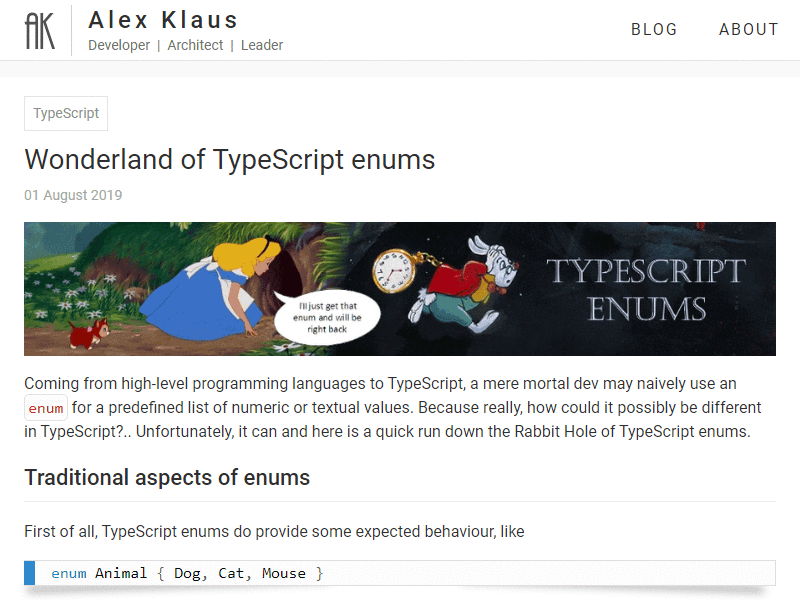 AK
Alex Klaus
Developer | Architect | Leader
BLOG
ABOUT
TypeScript
Wonderland of TypeScript enums
01 August 2019
I'll just get that
enum and will be
right back
TYPESCRIPT
ENUMS
Coming from high-level programming languages to TypeScript, a mere mortal dev may naively use an
enum for a predefined list of numeric or textual values. Because really, how could it possibly be different
in TypeScript?.. Unfortunately, it can and here is a quick run down the Rabbit Hole of TypeScript enums.
Traditional aspects of enums
First of all, TypeScript enums do provide some expected behaviour, like
enum Animal { Dog, Cat, Mouse }